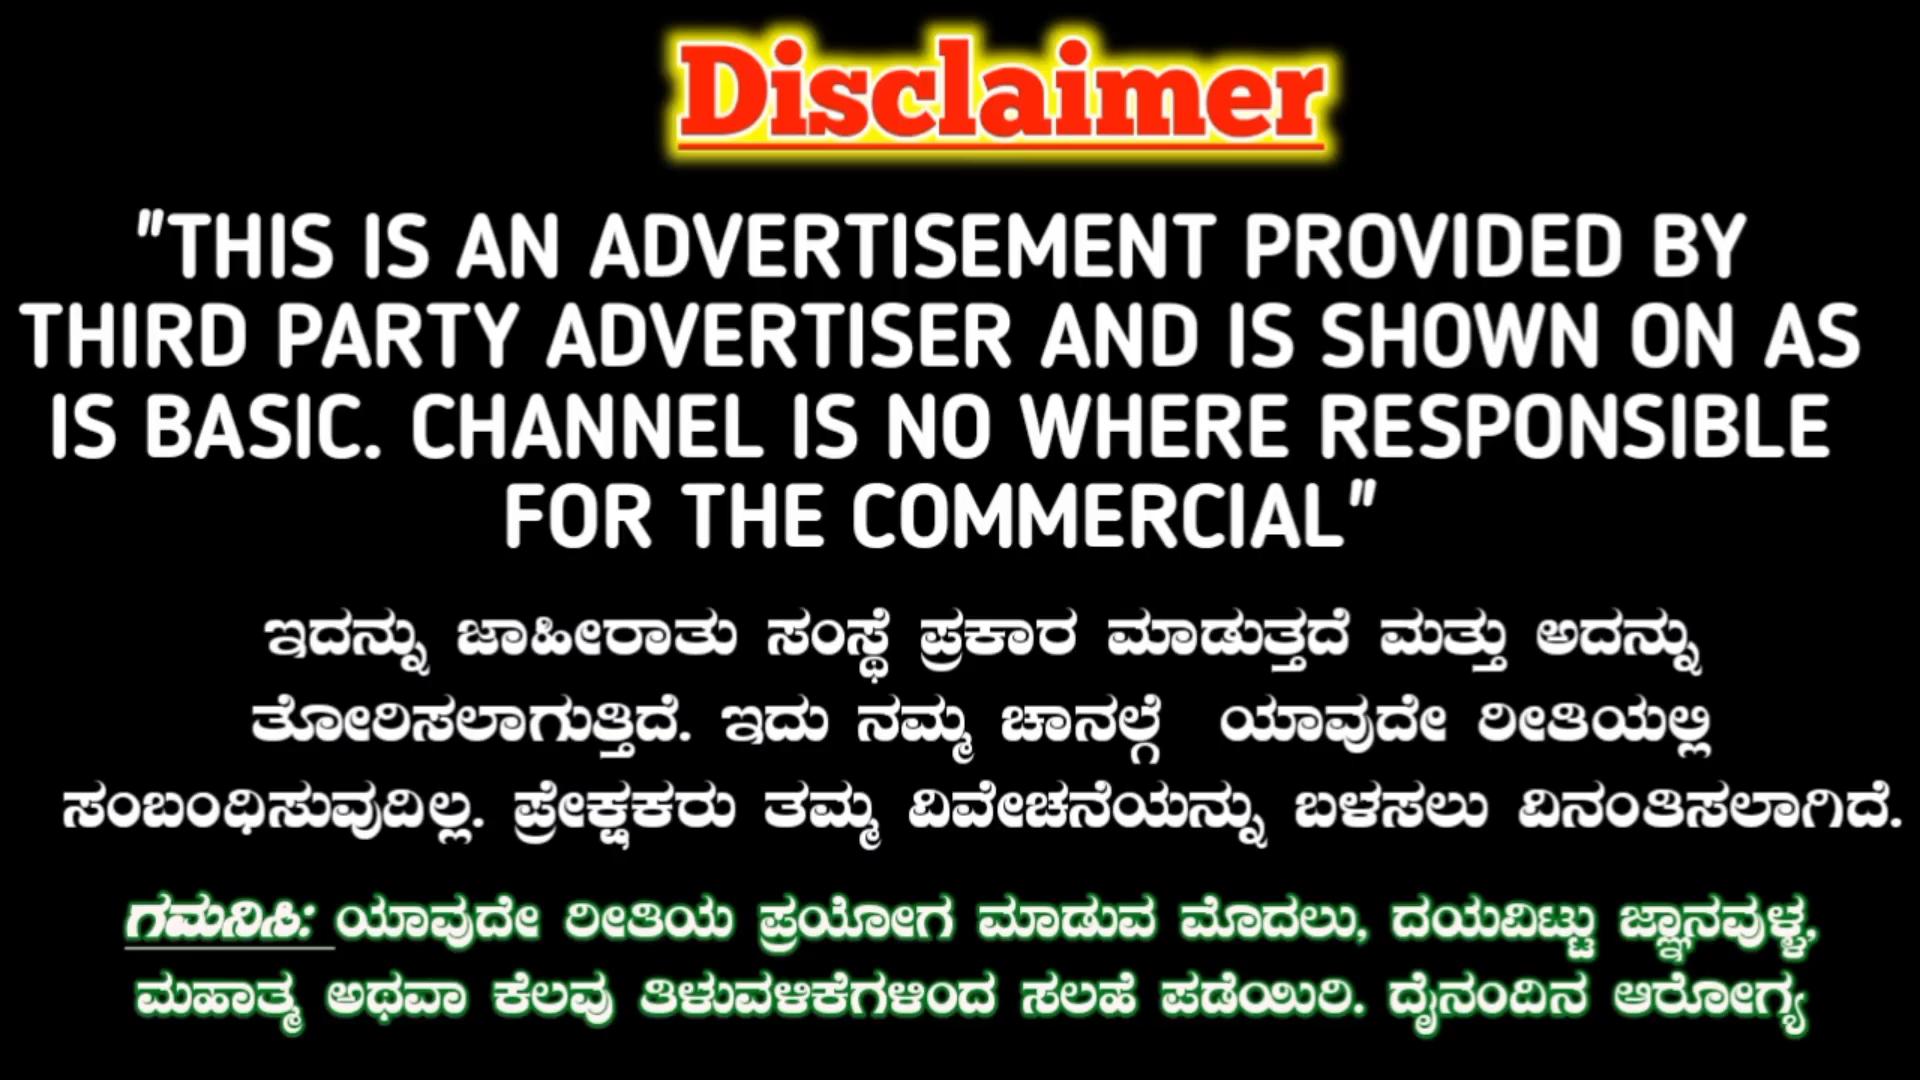 Disclaimer
"THIS IS AN ADVERTISEMENT PROVIDED BY
THIRD PARTY ADVERTISER AND IS SHOWN ON AS
IS BASIC. CHANNEL IS NO WHERE RESPONSIBLE
FOR THE COMMERCIAL"
ಇದನ್ನು ಜಾಹೀರಾತು ಸಂಸ್ಥೆ ಪ್ರಕಾರ ಮಾಡುತ್ತದೆ ಮತ್ತು ಅದನ್ನು
ತೋರಿಸಲಾಗುತ್ತಿದೆ. ಇದು ನಮ್ಮ ಚಾನಲ್ಗೆ ಯಾವುದೇ ರೀತಿಯಲ್ಲಿ
ಸಂಬಂಧಿಸುವುದಿಲ್ಲ. ಪ್ರೇಕ್ಷಕರು ತಮ್ಮ ವಿವೇಚನೆಯನ್ನು ಬಳಸಲು ವಿನಂತಿಸಲಾಗಿದೆ.
ಗಮನಿಸಿ: ಯಾವುದೇ ರೀತಿಯ ಪ್ರಯೋಗ ಮಾಡುವ ಮೊದಲು, ದಯವಿಟ್ಟು ಜ್ಞಾನವುಳ್ಳ,
ಮಹಾತ್ಮ ಅಥವಾ ಕೆಲವು ತಿಳುವಳಿಕೆಗಳಿಂದ ಸಲಹೆ ಪಡೆಯಿರಿ. ದೈನಂದಿನ ಆರೋಗ್ಯ